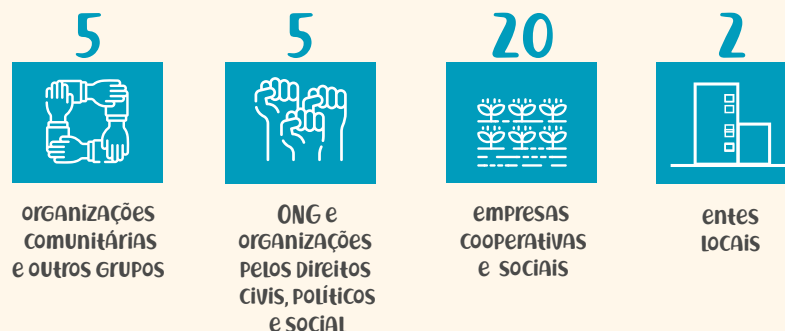 5
organizações
comunitárias
e outros grupos
5
ONG e
organizações
pelos direitos
civis, políticos
e social
20
empresas
cooperativas
e sociais
2
entes
locais